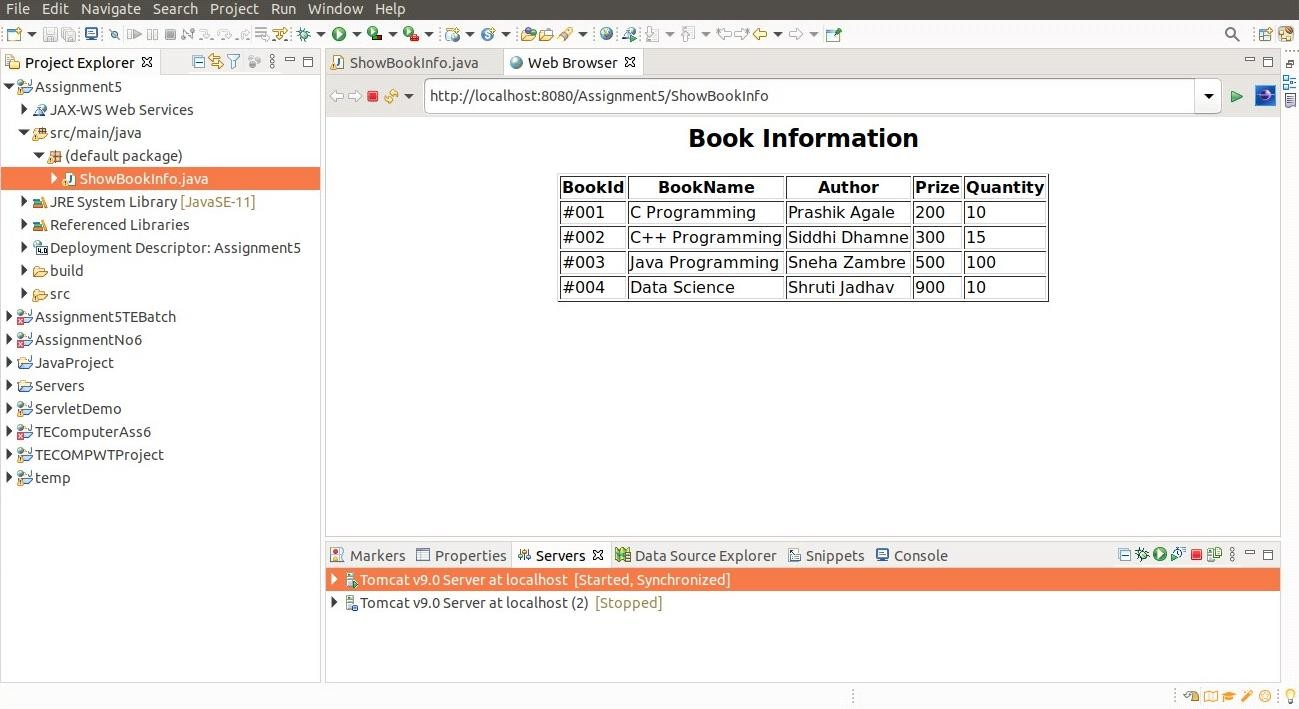 File Edit Navigate Search Project Run Window Help
Project Explorer
Assignment5
JAX-WS Web Services
src/main/java
(default package)
ShowBookInfo.java
JRE System Library [JavaSE-11]
Referenced Libraries
Deployment Descriptor: Assignment5
build
src
Assignment5TEBatch
AssignmentNo6
JavaProject
Servers
ServletDemo
TEComputerAss6
TECOMPWTProject
temp
ShowBookInfo.java Web Browser
http://localhost:8080/Assignment5/ShowBookInfo
Book Information
BookId BookName Author Prize Quantity
#001 C Programming Prashik Agale 200 10
#002 C++ Programming Siddhi Dhamne 300 15
#003 Java Programming Sneha Zambre 500 100
#004 Data Science Shruti Jadhav 900 10
Markers Properties Servers Data Source Explorer Snippets Console
Tomcat v9.0 Server at localhost [Started, Synchronized]
Tomcat v9.0 Server at localhost (2) [Stopped]